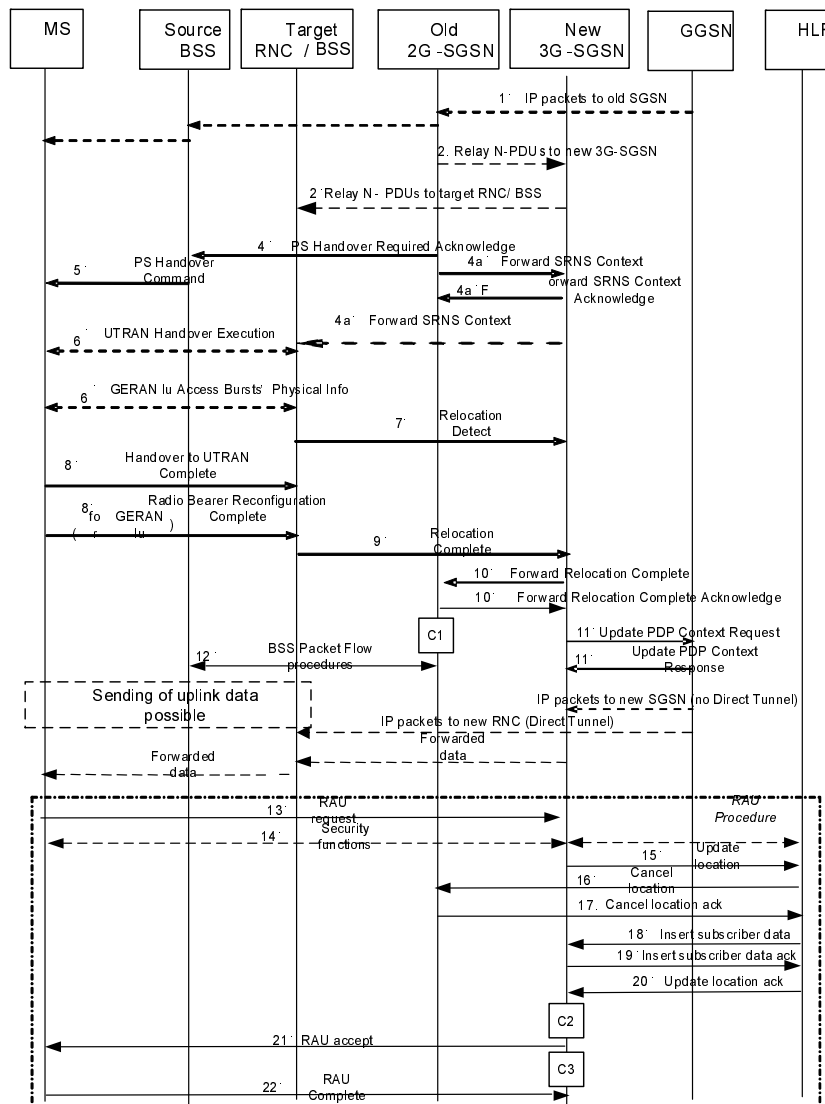 MS
Source
BSS
Target
RNC / BSS
Old
2G -SGSN
New
3G -SGSN
GGSN
HLR
1. IP packets to old SGSN
2. Relay N-PDUs to new 3G-SGSN
2. Relay N- PDUs to target RNC/ BSS
4. PS Handover Required Acknowledge
4a. Forward SRNS Context
5. PS Handover
Command
4a. F orward SRNS Context
Acknowledge
4a. Forward SRNS Context
6. UTRAN Handover Execution
6. GERAN Iu Access Bursts' Physical Info
7. Relocation
Detect
8. Handover to UTRAN
Complete
8. Radio Bearer Reconfiguration
Complete
(fo r GERAN Iu )
9. Relocation
Complete
10. Forward Relocation Complete
10. Forward Relocation Complete Acknowledge
C1
11. Update PDP Context Request
11. Update PDP Context
Response
12. BSS Packet Flow
procedures
Sending of uplink data
possible
IP packets to new SGSN (no Direct Tunnel)
IP packets to new RNC (Direct Tunnel)
Forwarded
data
Forwarded
data
RAU
Procedure
13. RAU
request
14. Security
functions
15. Update
location
16. Cancel
location
17. Cancel location ack
18. Insert subscriber data
19. Insert subscriber data ack
20. Update location ack
C2
21. RAU accept
C3
22. RAU
Complete